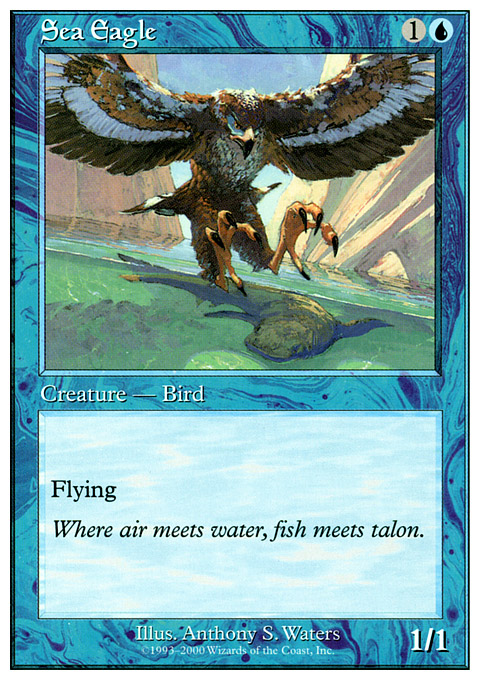 Sea Eagle 1
Creature — Bird
Flying
Where air meets water, fish meets talon.
Illus. Anthony S. Waters
©1993–2000 Wizards of the Coast, Inc.
1/1